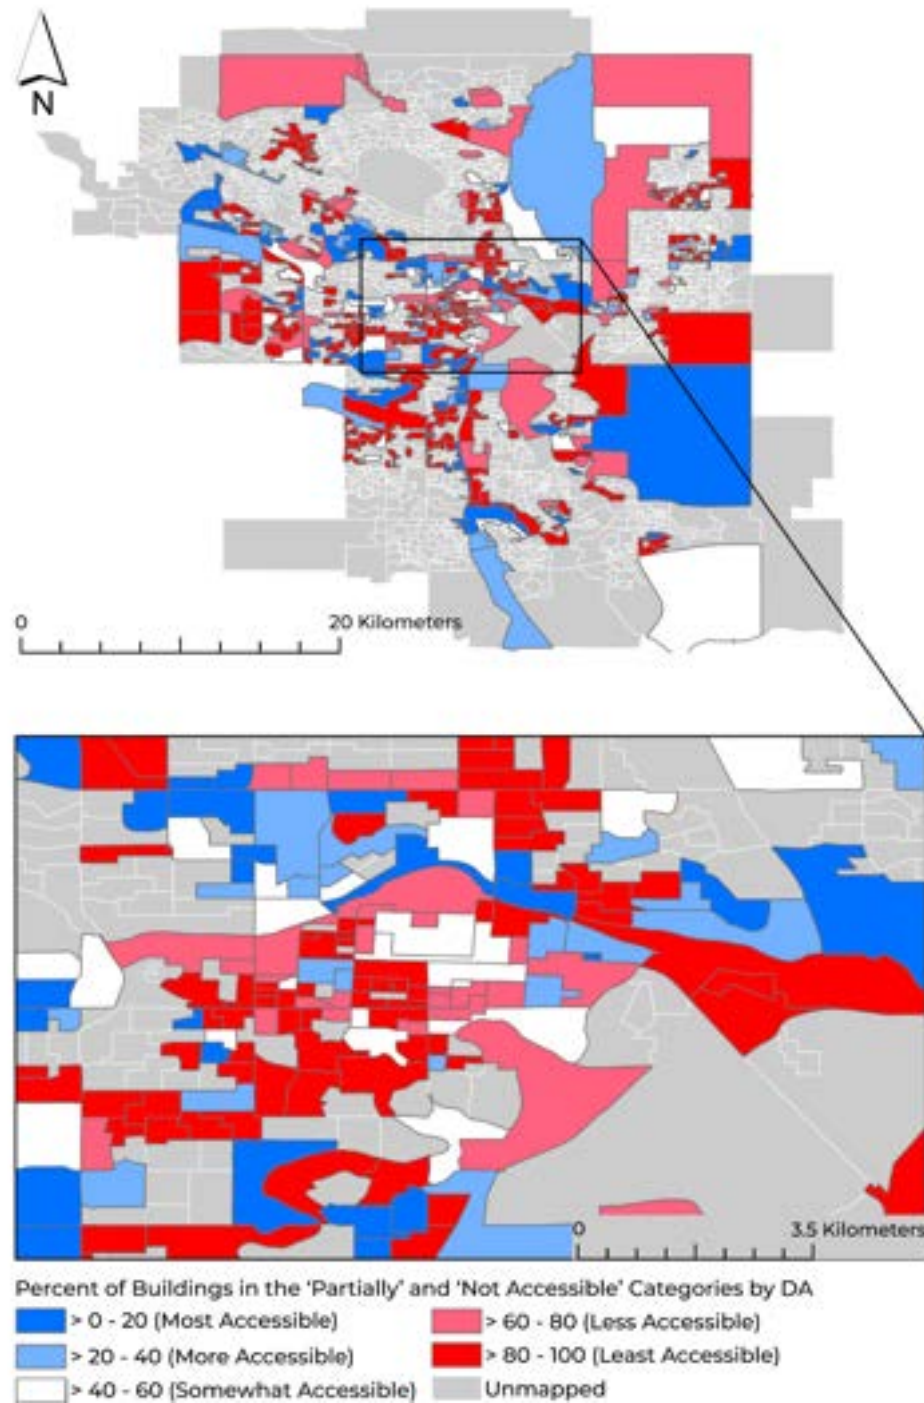 N
0 20 Kilometers
0 3.5 Kilometers
Percent of Buildings in the 'Partially' and 'Not Accessible' Categories by DA
> 0 - 20 (Most Accessible)
> 20 - 40 (More Accessible)
> 40 - 60 (Somewhat Accessible)
> 60 - 80 (Less Accessible)
> 80 - 100 (Least Accessible)
Unmapped